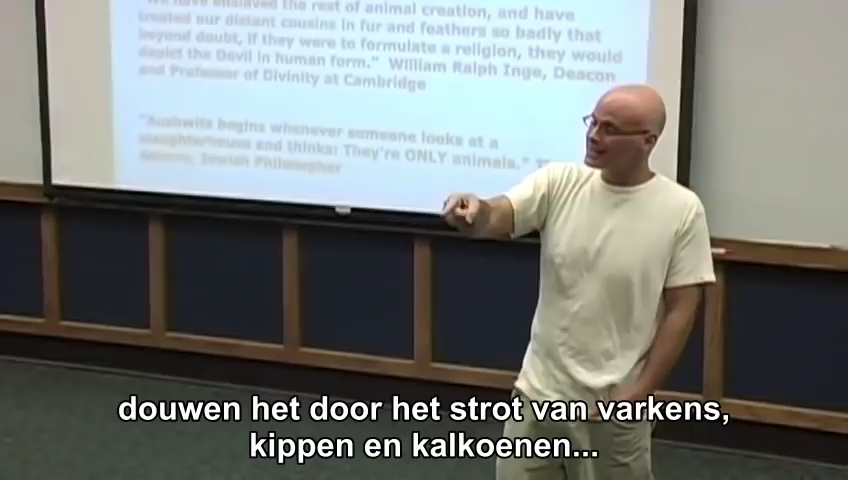 "We have enslaved the rest of animal creation, and have
treated our distant cousins in fur and feathers so badly that
beyond doubt, if they were to formulate a religion, they would
depict the Devil in human form." William Ralph Inge, Deacon
and Professor of Divinity at Cambridge
"Auschwitz begins whenever someone looks at a
slaughterhouse and thinks: They're ONLY animals."
Adorno, Jewish Philosopher
douwen het door het strot van varkens,
kippen en kalkoenen...